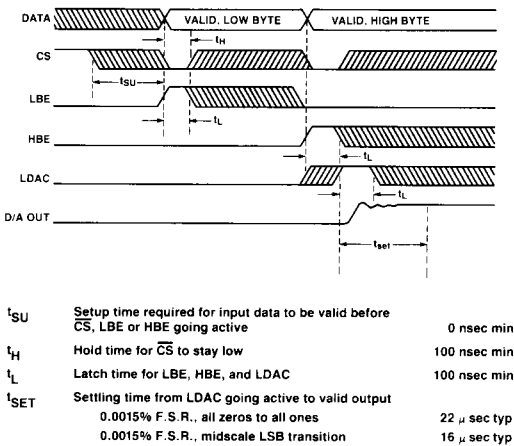 DATA
VALID, LOW BYTE
VALID, HIGH BYTE
tH
CS
tSU
LBE
tL
HBE
tL
LDAC
tL
D/A OUT
tset
tSU Setup time required for input data to be valid before
CS, LBE or HBE going active 0 nsec min
tH Hold time for CS to stay low 100 nsec min
tL Latch time for LBE, HBE, and LDAC 100 nsec min
tSET Settling time from LDAC going active to valid output
0.0015% F.S.R., all zeros to all ones 22 μ sec typ
0.0015% F.S.R., midscale LSB transition 16 μ sec typ